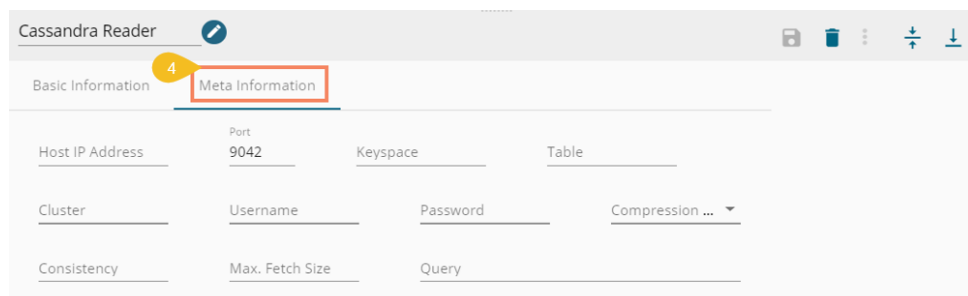 Cassandra Reader
4
Basic Information Meta Information
Port
Host IP Address 9042 Keyspace Table
Cluster Username Password Compression ...
Consistency Max. Fetch Size Query